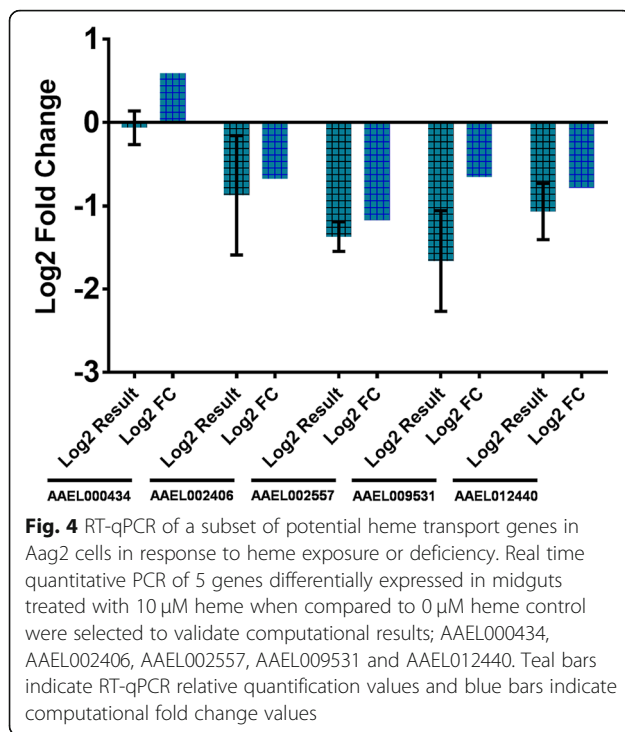 1
0
-1
-2
-3
Log2 Fold Change
Log2 Result
Log2 FC
Log2 Result
Log2 FC
Log2 Result
Log2 FC
Log2 Result
Log2 FC
Log2 Result
Log2 FC
AAEL000434 AAEL002406 AAEL002557 AAEL009531 AAEL012440
Fig. 4 RT-qPCR of a subset of potential heme transport genes in
Aag2 cells in response to heme exposure or deficiency. Real time
quantitative PCR of 5 genes differentially expressed in midguts
treated with 10 μM heme when compared to 0 μM heme control
were selected to validate computational results; AAEL000434,
AAEL002406, AAEL002557, AAEL009531 and AAEL012440. Teal bars
indicate RT-qPCR relative quantification values and blue bars indicate
computational fold change values